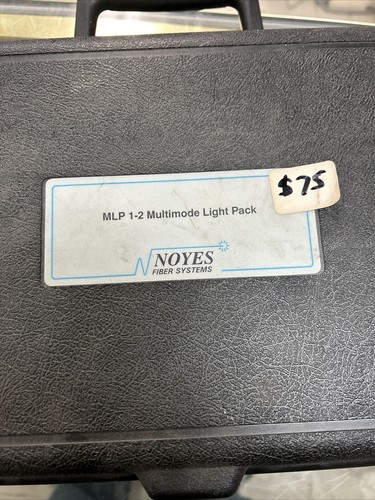 $75
MLP 1-2 Multimode Light Pack
NOYES
FIBER SYSTEMS